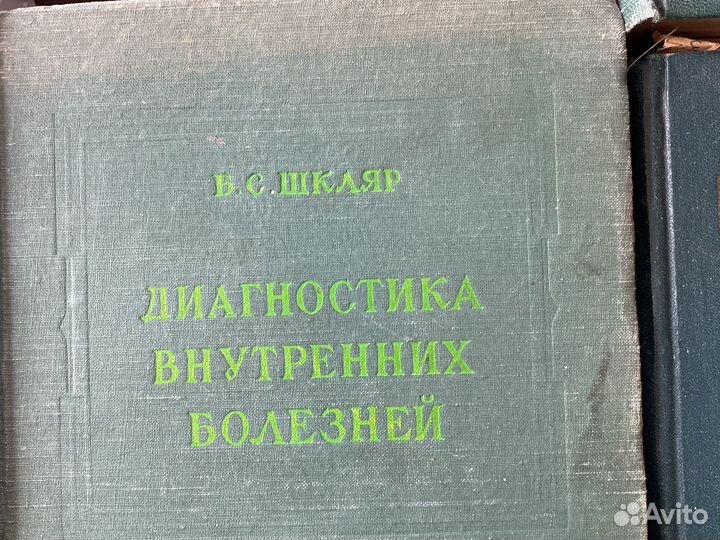 Б. С. ШКЛЯР
ДИАГНОСТИКА
ВНУТРЕННИХ
БОЛЕЗНЕЙ
Avito